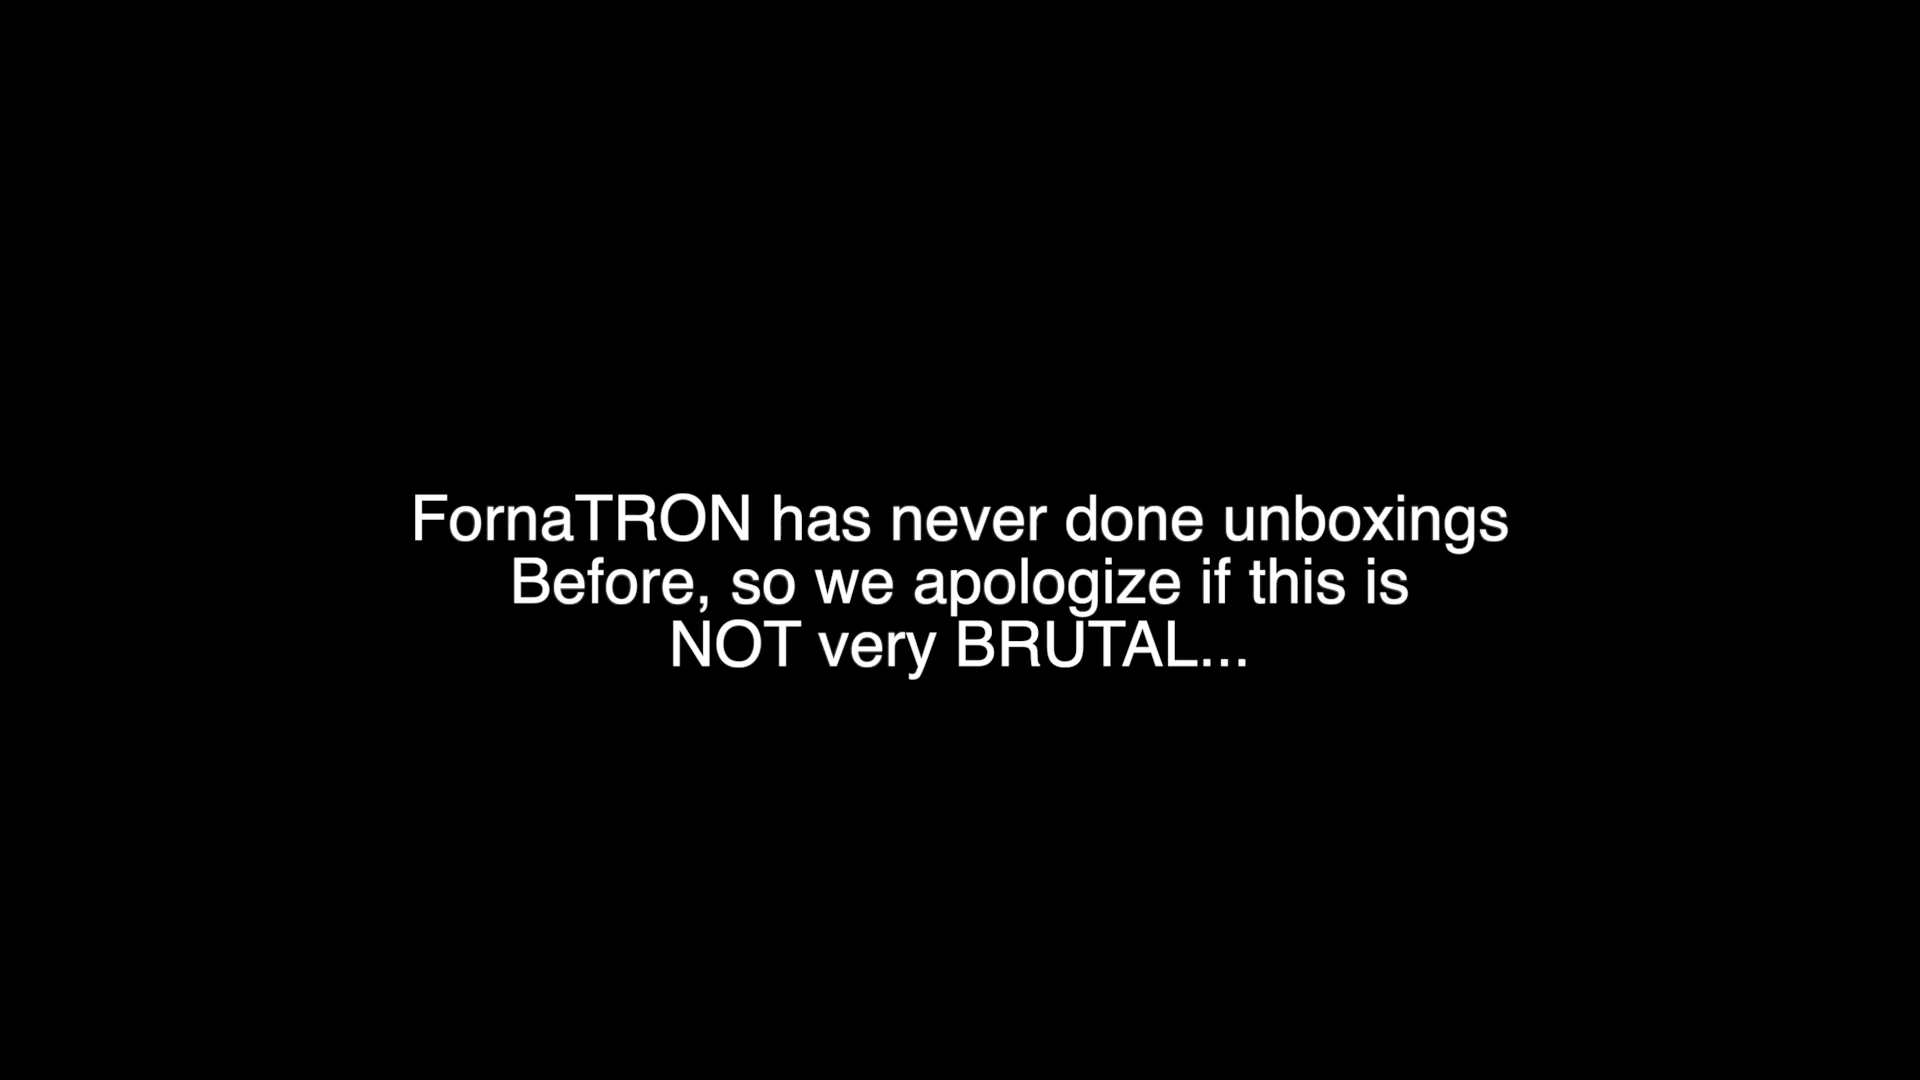 FornaTRON has never done unboxings
Before, so we apologize if this is
NOT very BRUTAL...